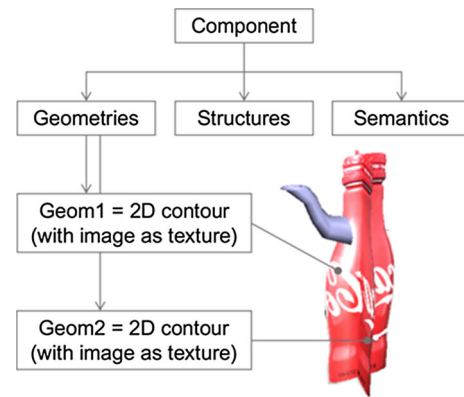 Component
Geometries
Structures
Semantics
Geom1 = 2D contour
(with image as texture)
Geom2 = 2D contour
(with image as texture)